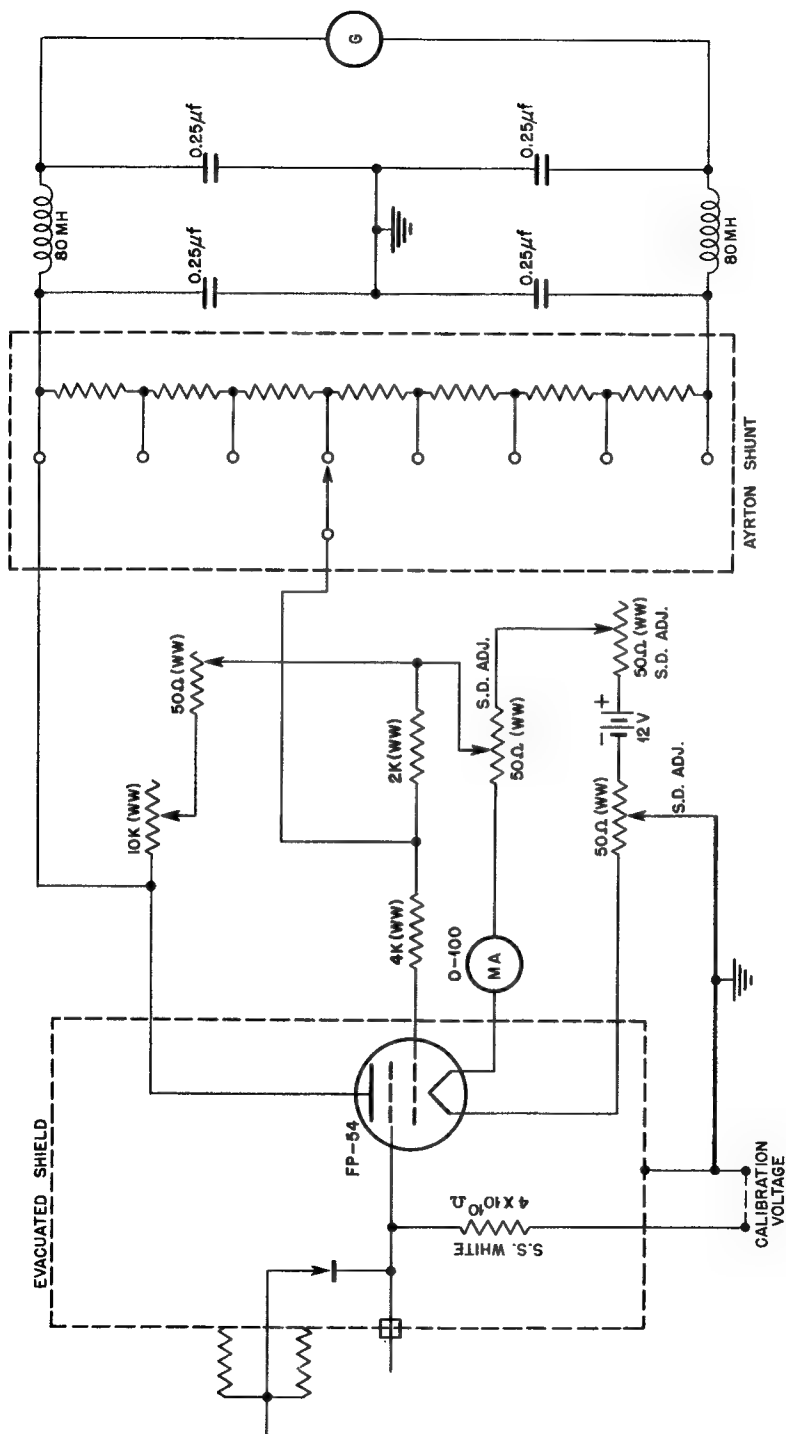 EVACUATED SHIELD
FP-54
S.S. WHITE
4 X 10¹⁰ Ω
CALIBRATION
VOLTAGE
D-100
MA
4K (WW)
2K (WW)
10K (WW)
50Ω (WW)
S.D. ADJ.
50Ω (WW)
50Ω (WW)
S.D. ADJ.
- +
12 V
50Ω (WW)
S.D. ADJ.
AYRTON SHUNT
80 MH
0.25μf
0.25μf
0.25μf
0.25μf
80 MH
G